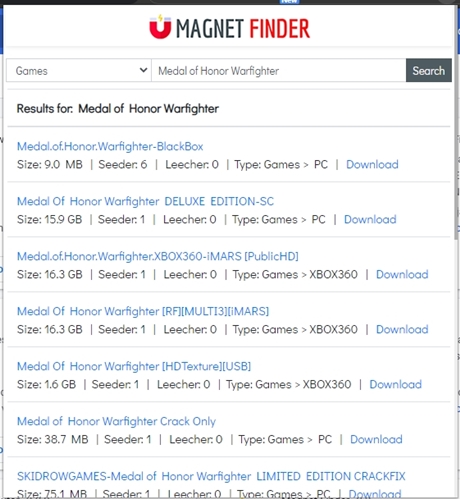 New
MAGNET FINDER
Games Medal of Honor Warfighter Search
Results for: Medal of Honor Warfighter
Medal.of.Honor.Warfighter-BlackBox
Size: 9.0 MB | Seeder: 6 | Leecher: 0 | Type: Games > PC | Download
Medal Of Honor Warfighter DELUXE EDITION-SC
Size: 15.9 GB | Seeder: 1 | Leecher: 0 | Type: Games > PC | Download
Medal.of.Honor.Warfighter.XBOX360-iMARS [PublicHD]
Size: 16.3 GB | Seeder: 1 | Leecher: 0 | Type: Games > XBOX360 | Download
Medal Of Honor Warfighter [RF][MULTI3][iMARS]
Size: 16.3 GB | Seeder: 1 | Leecher: 0 | Type: Games > XBOX360 | Download
Medal Of Honor Warfighter [HDTexture][USB]
Size: 1.6 GB | Seeder: 1 | Leecher: 0 | Type: Games > XBOX360 | Download
Medal of Honor Warfighter Crack Only
Size: 38.7 MB | Seeder: 1 | Leecher: 0 | Type: Games > PC | Download
SKIDROWGAMES-Medal of Honor Warfighter LIMITED EDITION CRACKFIX
Size: 75.1 MB | Seeder: 1 | Leecher: 0 | Type: Games > PC | Download